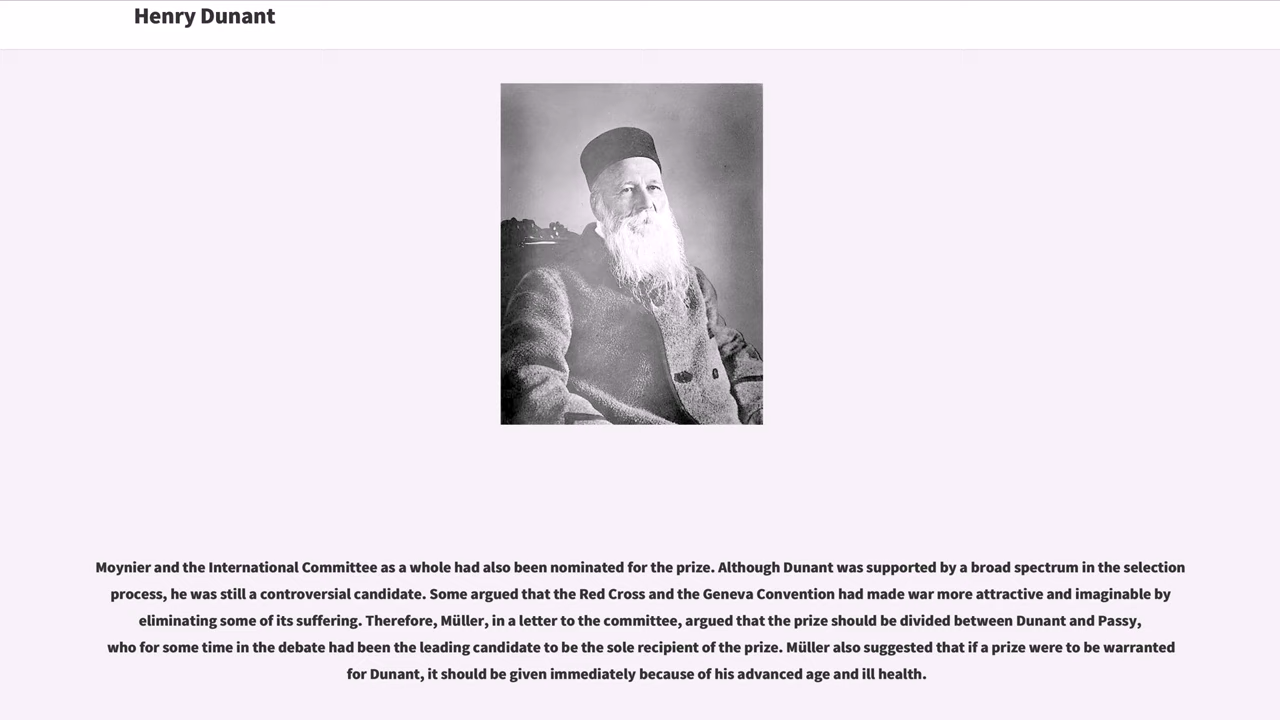 Henry Dunant
Moynier and the International Committee as a whole had also been nominated for the prize. Although Dunant was supported by a broad spectrum in the selection
process, he was still a controversial candidate. Some argued that the Red Cross and the Geneva Convention had made war more attractive and imaginable by
eliminating some of its suffering. Therefore, Müller, in a letter to the committee, argued that the prize should be divided between Dunant and Passy,
who for some time in the debate had been the leading candidate to be the sole recipient of the prize. Müller also suggested that if a prize were to be warranted
for Dunant, it should be given immediately because of his advanced age and ill health.